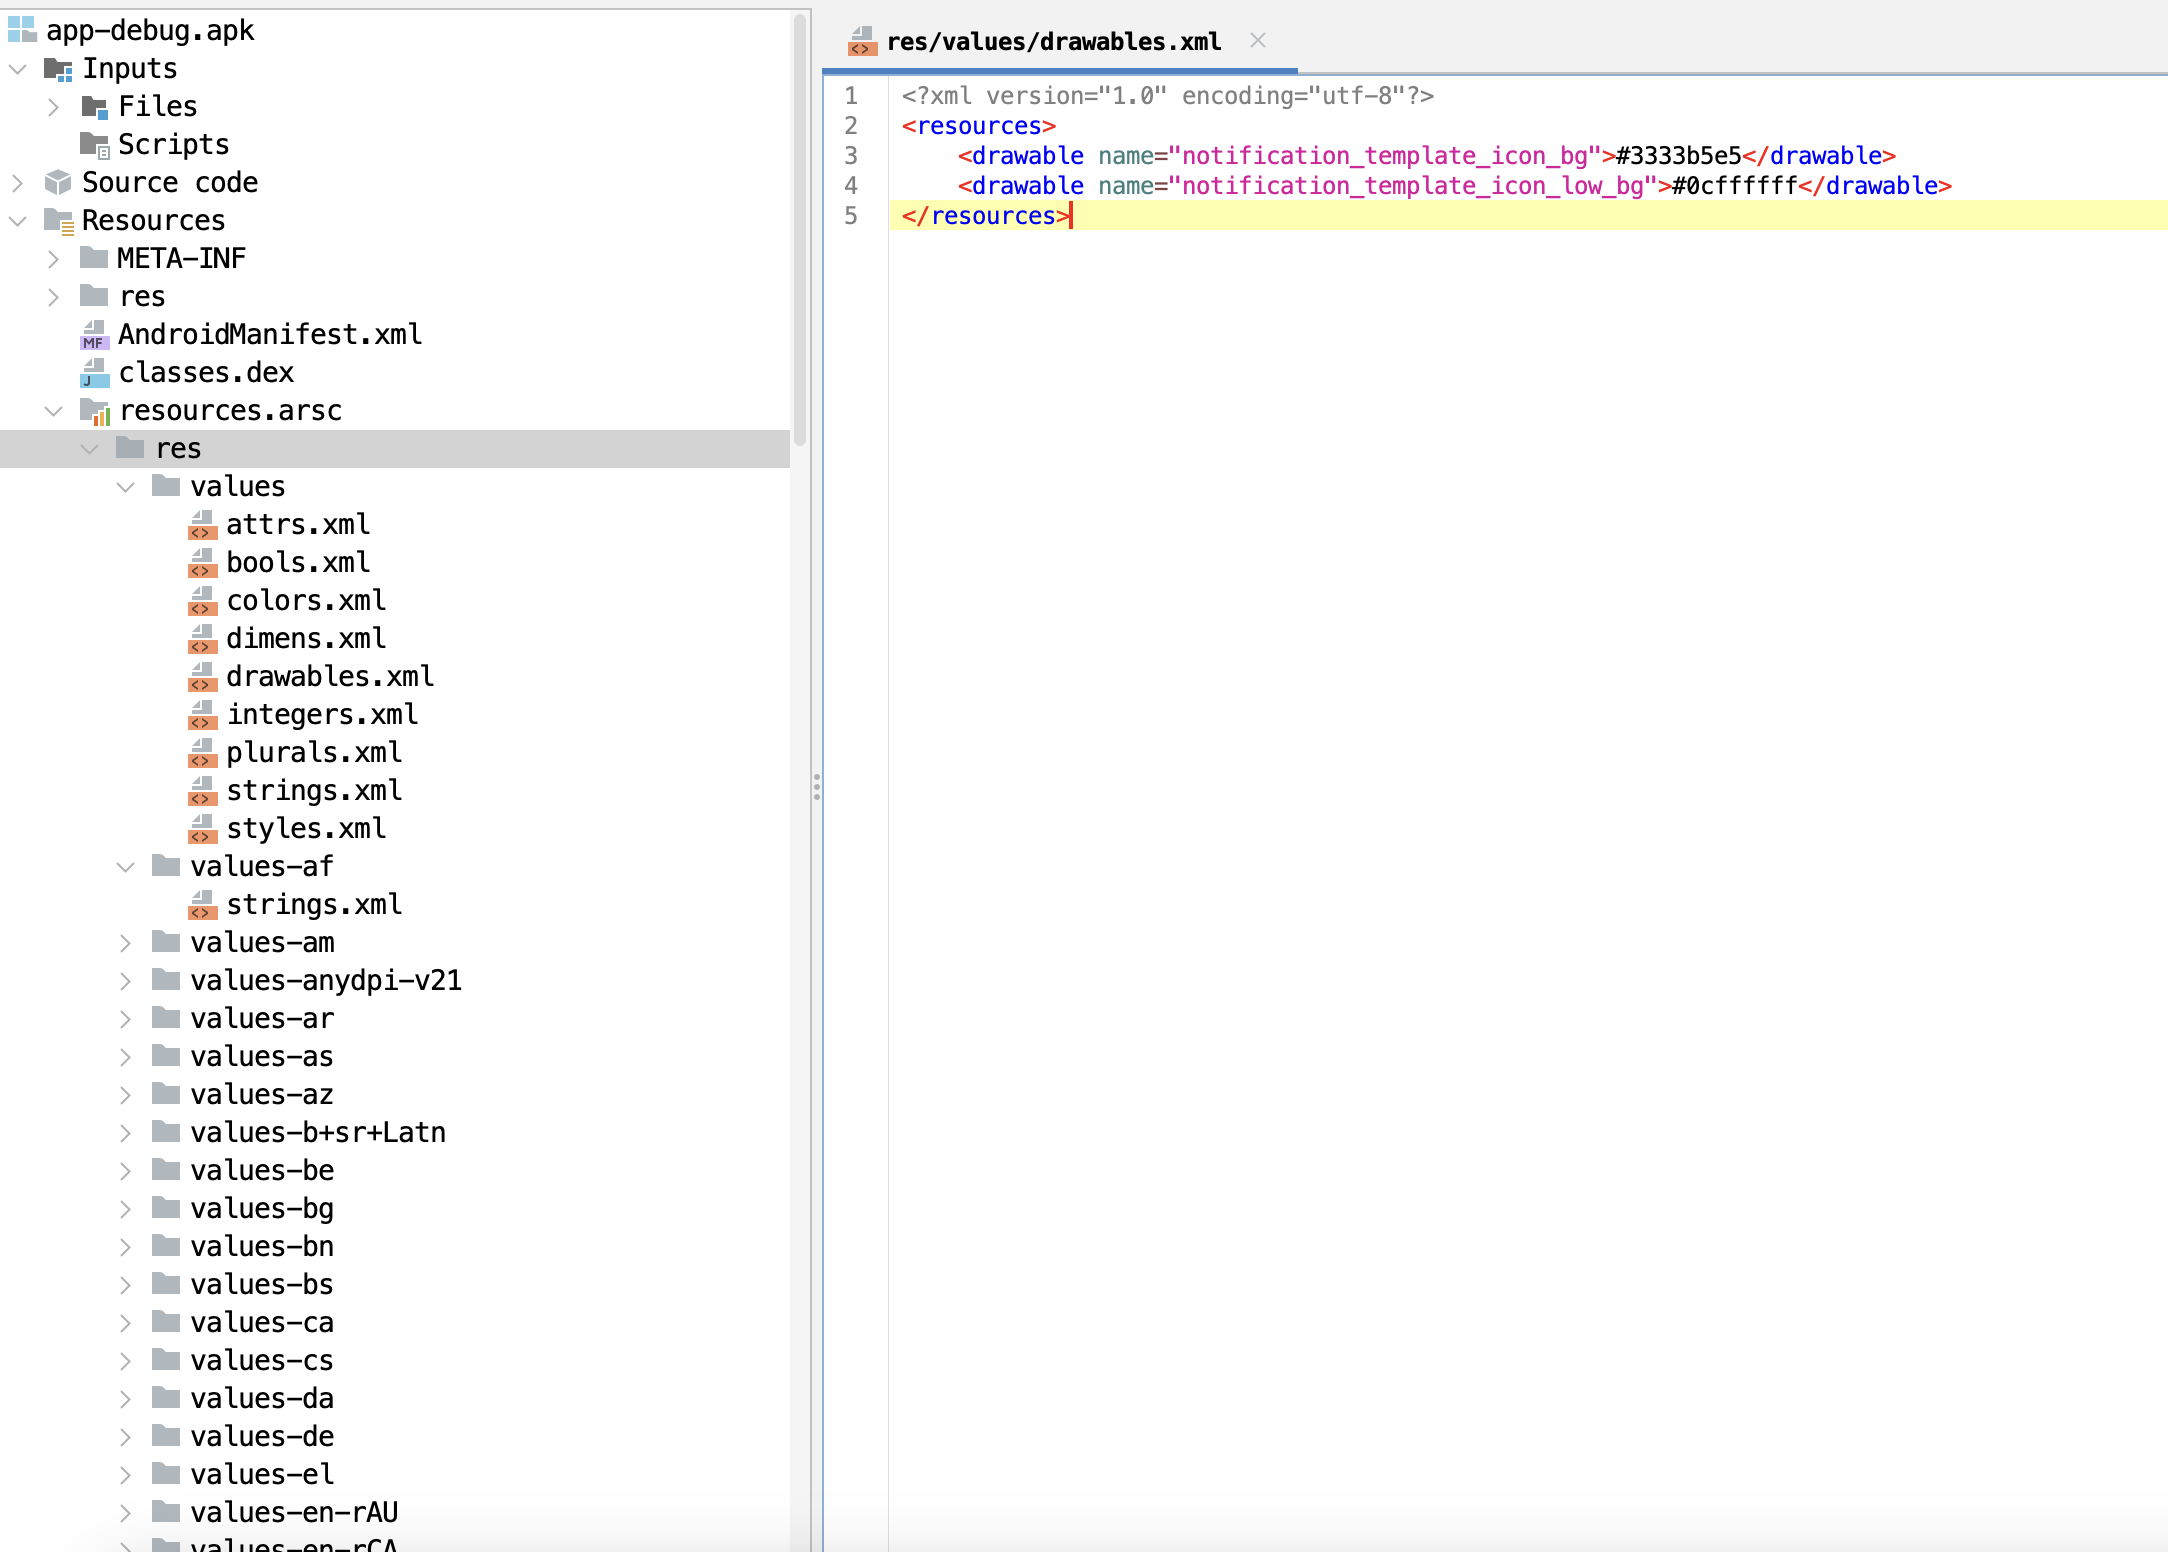 app-debug.apk
Inputs
Files
Scripts
Source code
Resources
META-INF
res
AndroidManifest.xml
classes.dex
resources.arsc
res
values
attrs.xml
bools.xml
colors.xml
dimens.xml
drawables.xml
integers.xml
plurals.xml
strings.xml
styles.xml
values-af
strings.xml
values-am
values-anydpi-v21
values-ar
values-as
values-az
values-b+sr+Latn
values-be
values-bg
values-bn
values-bs
values-ca
values-cs
values-da
values-de
values-el
values-en-rAU
values-en-rCA
res/values/drawables.xml
1 <?xml version="1.0" encoding="utf-8"?>
2 <resources>
3 <drawable name="notification_template_icon_bg">#3333b5e5</drawable>
4 <drawable name="notification_template_icon_low_bg">#0cffffff</drawable>
5 </resources>